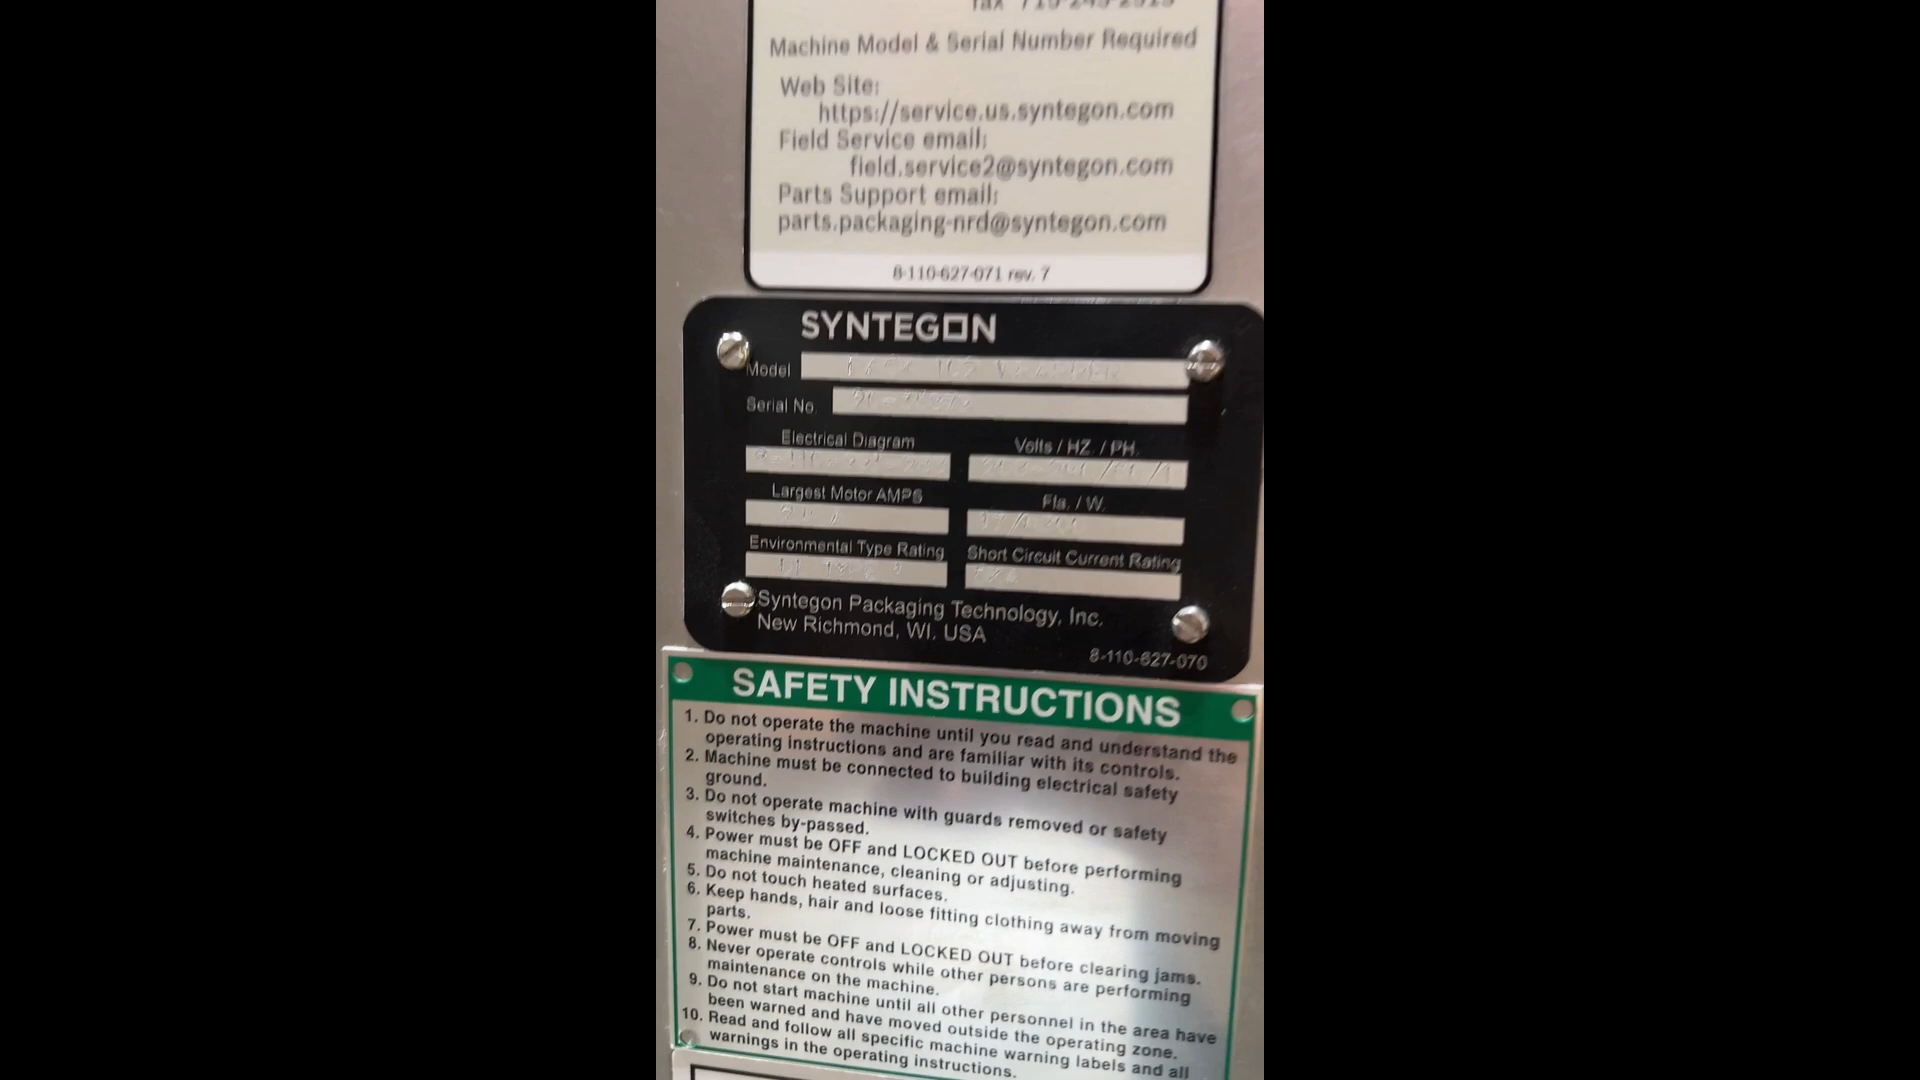 Machine Model & Serial Number Required
Web Site:
https://service.us.syntegon.com
Field Service email:
field.service2@syntegon.com
Parts Support email:
parts.packaging-nrd@syntegon.com
8-110-627-071 rev. 7
SYNTEGON
Model
Serial No.
Electrical Diagram
Volts / HZ. / PH.
Largest Motor AMPS
Fla. / W.
Environmental Type Rating
Short Circuit Current Rating
Syntegon Packaging Technology, Inc.
New Richmond, WI. USA
8-110-627-070
SAFETY INSTRUCTIONS
1. Do not operate the machine until you read and understand the
operating instructions and are familiar with its controls.
2. Machine must be connected to building electrical safety
ground.
3. Do not operate machine with guards removed or safety
switches by-passed.
4. Power must be OFF and LOCKED OUT before performing
machine maintenance, cleaning or adjusting.
5. Do not touch heated surfaces.
6. Keep hands, hair and loose fitting clothing away from moving
parts.
7. Power must be OFF and LOCKED OUT before clearing jams.
8. Never operate controls while other persons are performing
maintenance on the machine.
9. Do not start machine until all other personnel in the area have
been warned and have moved outside the operating zone.
10. Read and follow all specific machine warning labels and all
warnings in the operating instructions.